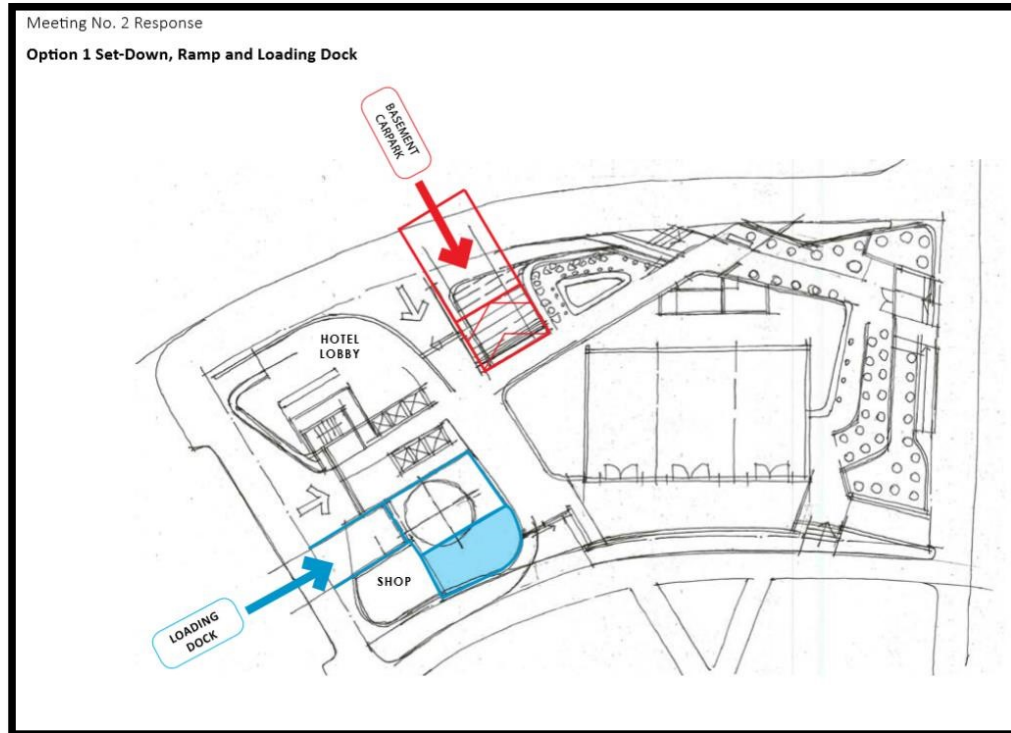 Meeting No. 2 Response
Option 1 Set-Down, Ramp and Loading Dock
BASEMENT
CARPARK
HOTEL
LOBBY
SHOP
LOADING
DOCK